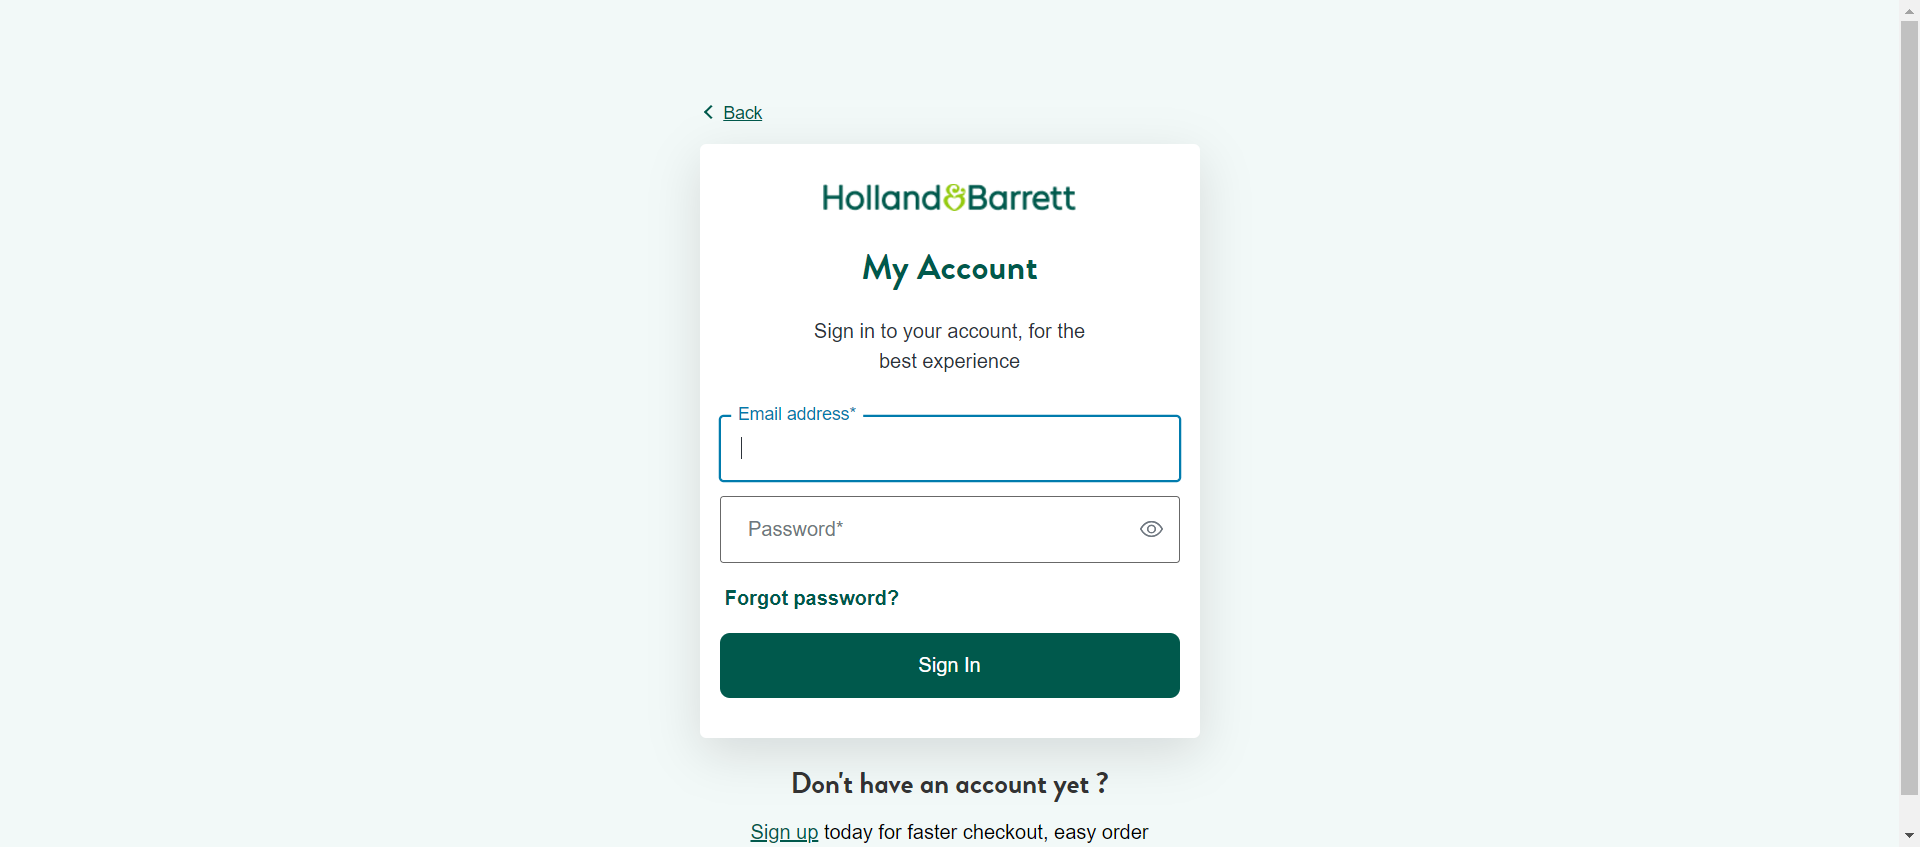 Back
Holland&Barrett
My Account
Sign in to your account, for the
best experience
Email address*
Password*
Forgot password?
Sign In
Don't have an account yet ?
Sign up today for faster checkout, easy order